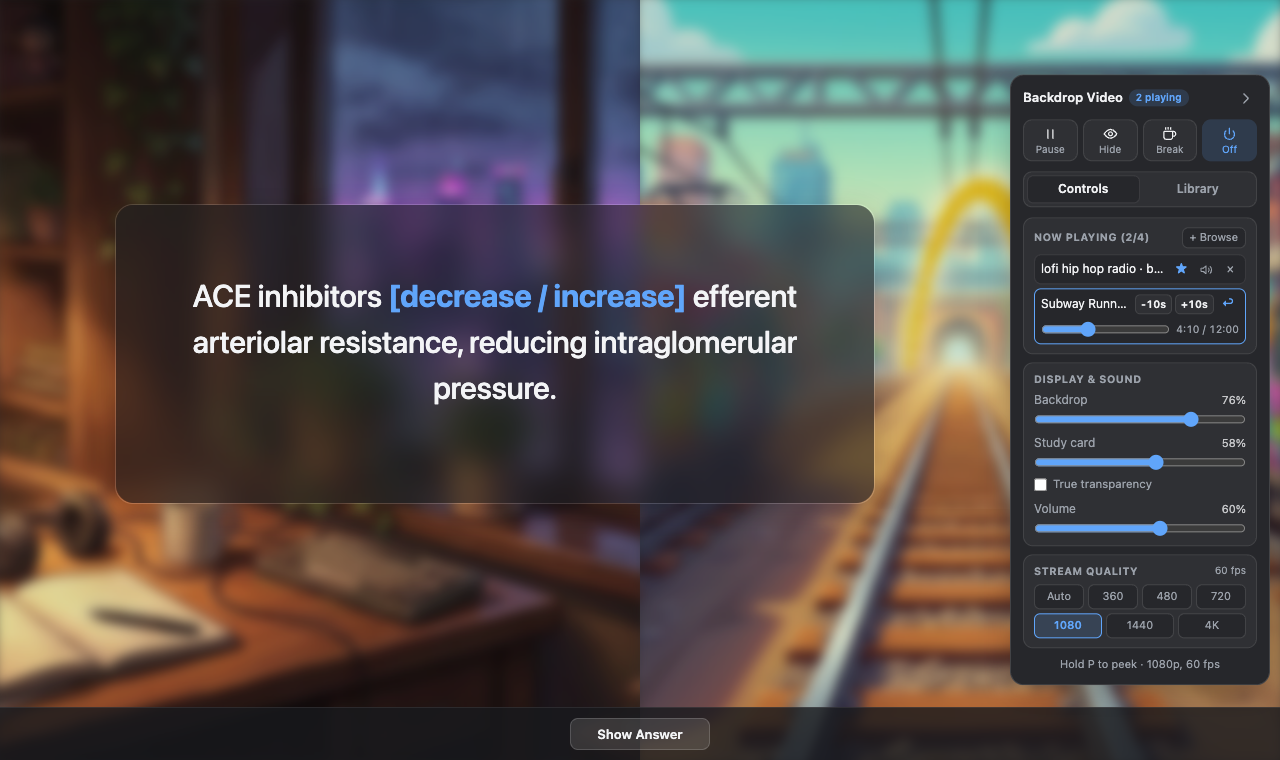 ACE inhibitors [decrease / increase] efferent
arteriolar resistance, reducing intraglomerular
pressure.
Show Answer
Backdrop Video 2 playing
Pause Hide Break Off
Controls Library
NOW PLAYING (2/4) + Browse
lofi hip hop radio · b...
Subway Runn... -10s +10s
4:10 / 12:00
DISPLAY & SOUND
Backdrop 76%
Study card 58%
True transparency
Volume 60%
STREAM QUALITY 60 fps
Auto 360 480 720
1080 1440 4K
Hold P to peek · 1080p, 60 fps